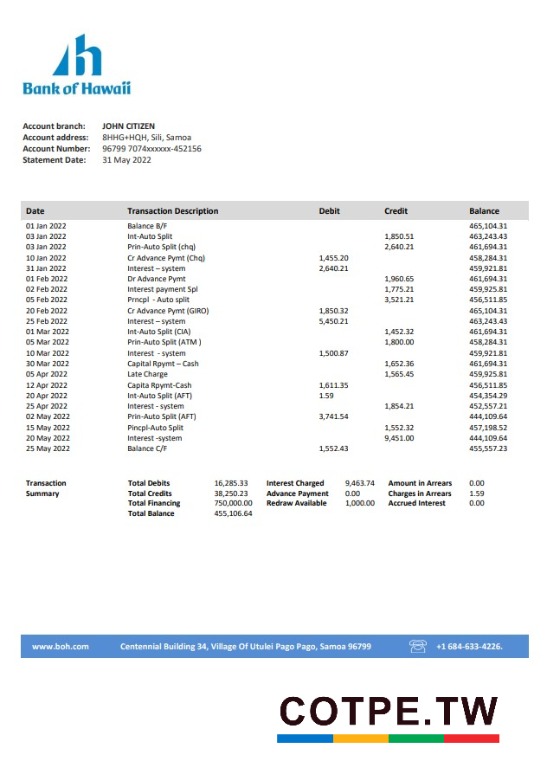 Bank of Hawaii
Account branch: JOHN CITIZEN
Account address: 8HHG+HQH, Sili, Samoa
Account Number: 96799 7074xxxxxx-452156
Statement Date: 31 May 2022
Date Transaction Description Debit Credit Balance
01 Jan 2022 Balance B/F 465,104.31
03 Jan 2022 Int-Auto Split 1,850.51 463,243.43
03 Jan 2022 Prin-Auto Split (chq) 2,640.21 461,694.31
10 Jan 2022 Cr Advance Pymt (Chq) 1,455.20 458,284.31
31 Jan 2022 Interest – system 2,640.21 459,921.81
01 Feb 2022 Dr Advance Pymt 1,960.65 461,694.31
02 Feb 2022 Interest payment Spl 1,775.21 459,925.81
05 Feb 2022 Prncpl - Auto split 3,521.21 456,511.85
20 Feb 2022 Cr Advance Pymt (GIRO) 1,850.32 465,104.31
25 Feb 2022 Interest – system 5,450.21 463,243.43
01 Mar 2022 Int-Auto Split (CIA) 1,452.32 461,694.31
05 Mar 2022 Prin-Auto Split (ATM ) 1,800.00 458,284.31
10 Mar 2022 Interest - system 1,500.87 459,921.81
30 Mar 2022 Capital Rpymt – Cash 1,652.36 461,694.31
05 Apr 2022 Late Charge 1,565.45 459,925.81
12 Apr 2022 Capita Rpymt-Cash 1,611.35 456,511.85
20 Apr 2022 Int-Auto Split (AFT) 1.59 454,354.29
25 Apr 2022 Interest - system 1,854.21 452,557.21
02 May 2022 Prin-Auto Split (AFT) 3,741.54 444,109.64
15 May 2022 Pincpl-Auto Split 1,552.32 457,198.52
20 May 2022 Interest -system 9,451.00 444,109.64
25 May 2022 Balance C/F 1,552.43 455,557.23
Transaction Total Debits 16,285.33 Interest Charged 9,463.74 Amount in Arrears 0.00
Summary Total Credits 38,250.23 Advance Payment 0.00 Charges in Arrears 1.59
Total Financing 750,000.00 Redraw Available 1,000.00 Accrued Interest 0.00
Total Balance 455,106.64
www.boh.com Centennial Building 34, Village Of Utulei Pago Pago, Samoa 96799 +1 684-633-4226.
COTPE.TW